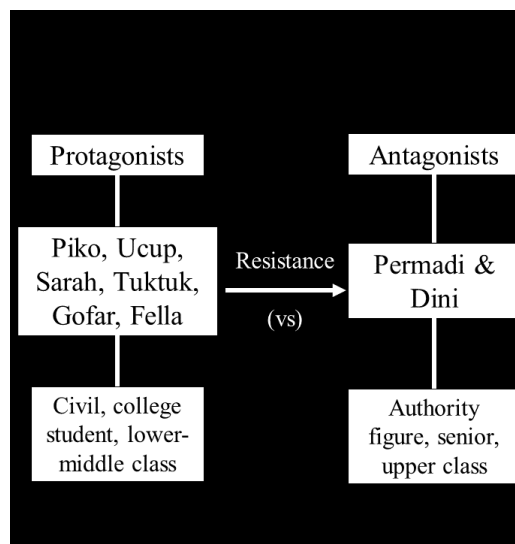 Protagonists
Antagonists
Piko, Ucup,
Sarah, Tuktuk,
Gofar, Fella
Resistance
(vs)
Permadi &
Dini
Civil, college
student, lower-
middle class
Authority
figure, senior,
upper class